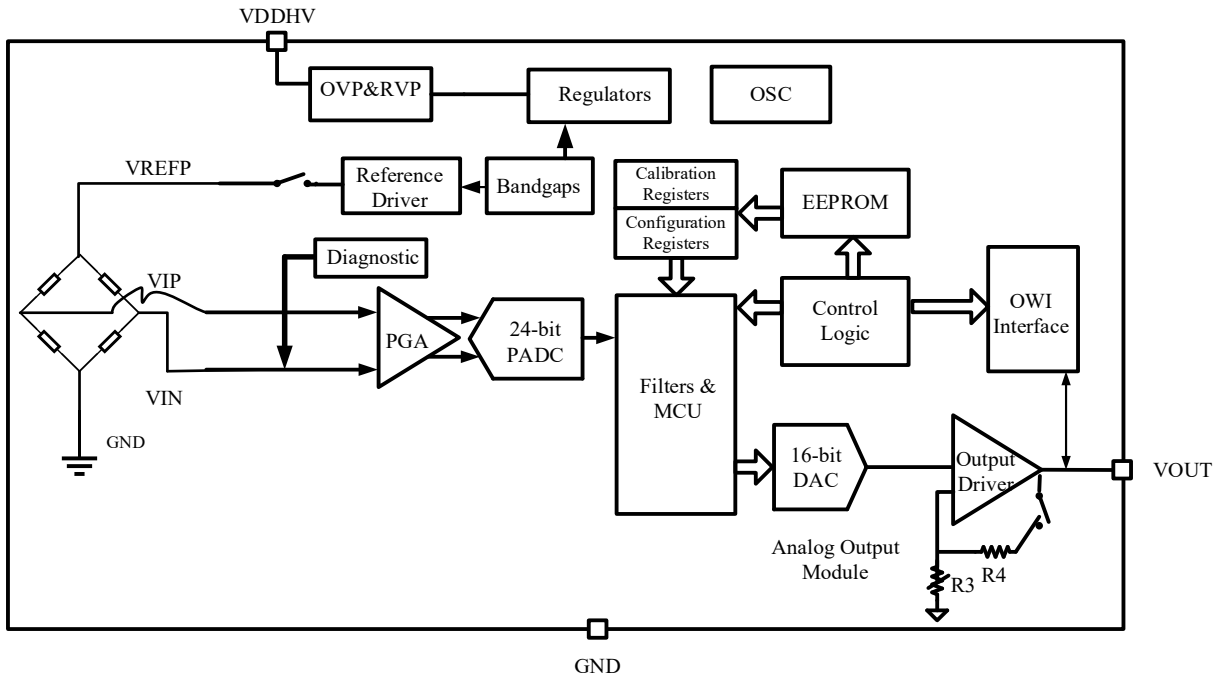 VDDHV
OVP&RVP
Regulators
OSC
VREFP
Reference
Driver
Bandgaps
Calibration
Registers
Configuration
Registers
EEPROM
Diagnostic
VIP
VIN
GND
PGA
24-bit
PADC
Filters &
MCU
Control
Logic
OWI
Interface
16-bit
DAC
Output
Driver
VOUT
Analog Output
Module
R3
R4
GND